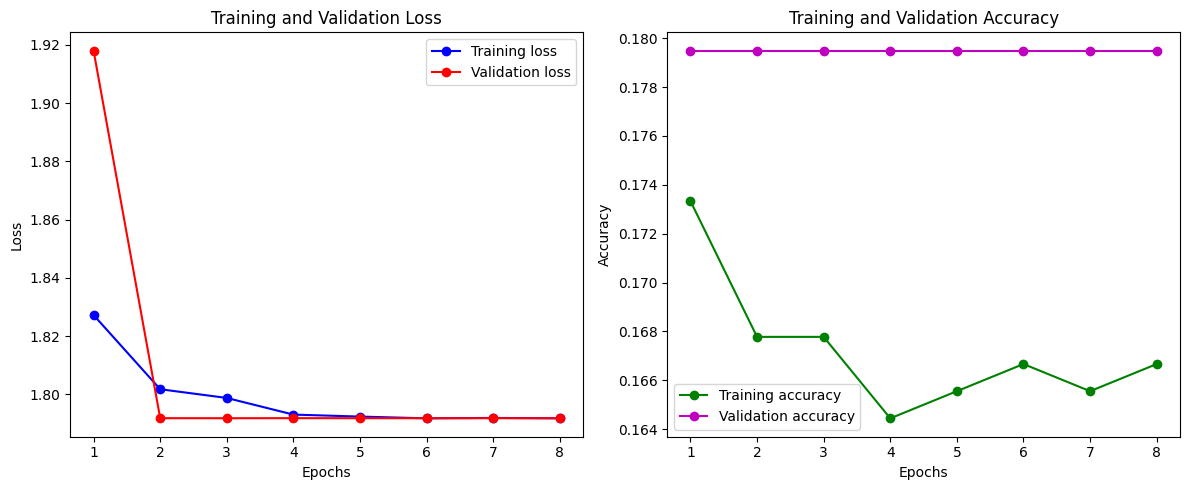 Training and Validation Loss
1.92
1.90
1.88
1.86
1.84
1.82
1.80
Loss
Training loss
Validation loss
1 2 3 4 5 6 7 8
Epochs
Training and Validation Accuracy
0.180
0.178
0.176
0.174
0.172
0.170
0.168
0.166
0.164
Accuracy
Training accuracy
Validation accuracy
1 2 3 4 5 6 7 8
Epochs